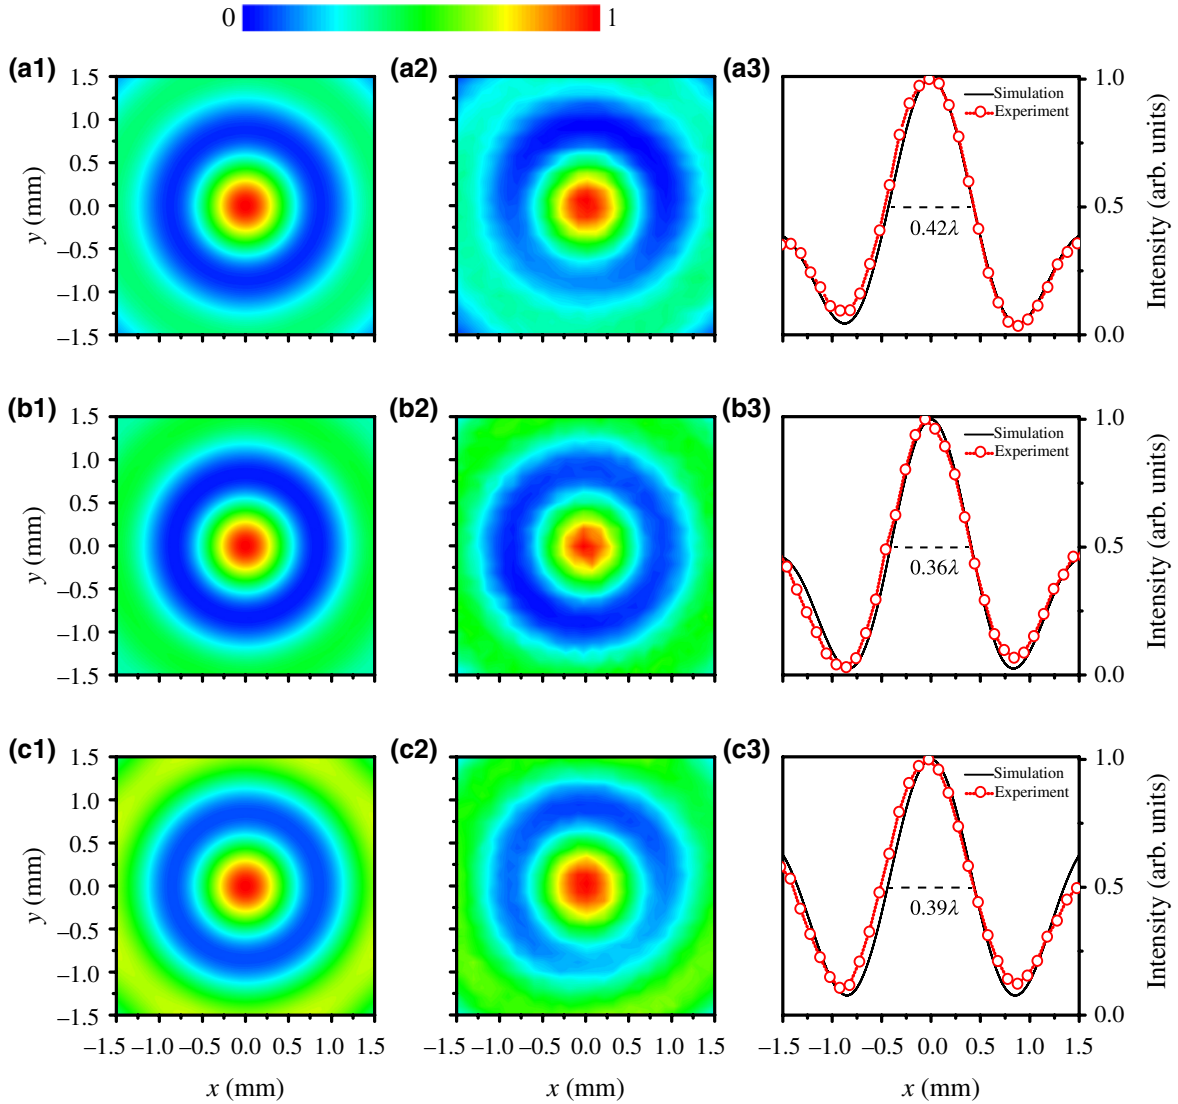 0 1
(a1) (a2) (a3)
1.5 1.0 0.5 0.0 –0.5 –1.0 –1.5
y (mm)
Simulation
Experiment
0.42λ
1.0 0.5 0.0
Intensity (arb. units)
(b1) (b2) (b3)
1.5 1.0 0.5 0.0 –0.5 –1.0 –1.5
y (mm)
Simulation
Experiment
0.36λ
1.0 0.5 0.0
Intensity (arb. units)
(c1) (c2) (c3)
1.5 1.0 0.5 0.0 –0.5 –1.0 –1.5
y (mm)
Simulation
Experiment
0.39λ
1.0 0.5 0.0
Intensity (arb. units)
–1.5 –1.0 –0.5 0.0 0.5 1.0 1.5 –1.5 –1.0 –0.5 0.0 0.5 1.0 1.5 –1.5 –1.0 –0.5 0.0 0.5 1.0 1.5
x (mm) x (mm) x (mm)